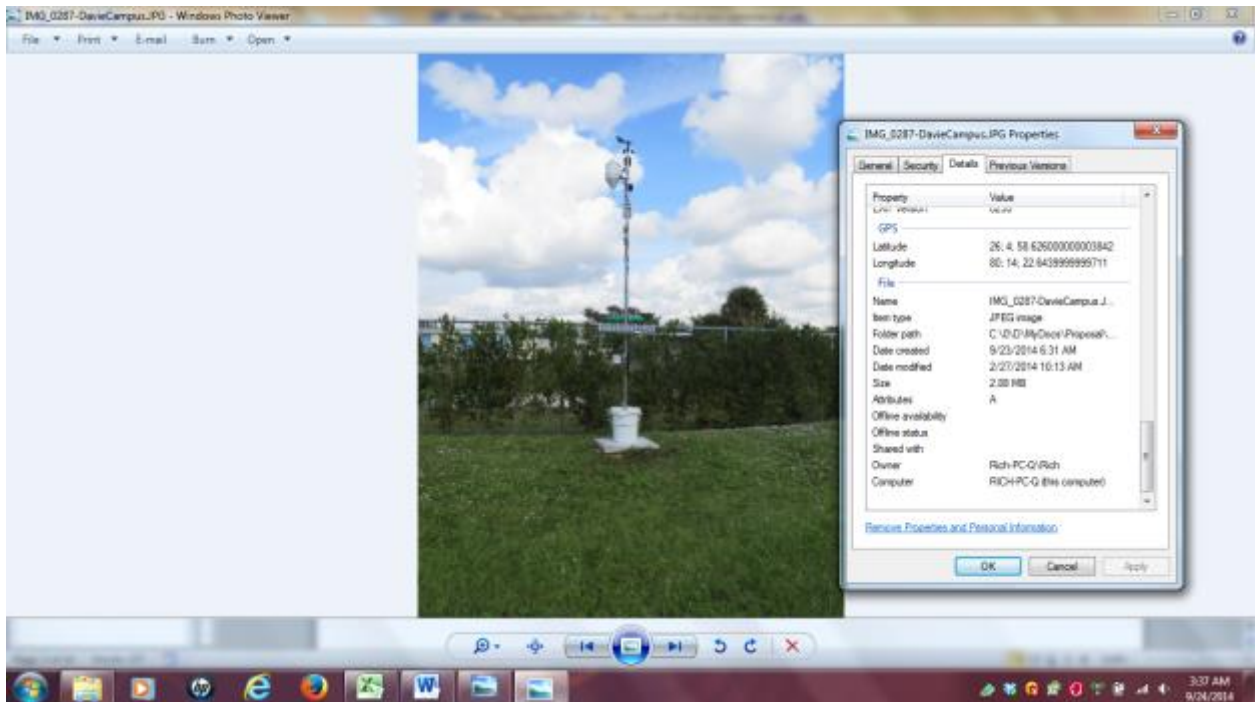 IMG_0287-DavieCampus.JPG - Windows Photo Viewer
File Print E-mail Burn Open
IMG_0287-DavieCampus.JPG Properties
General Security Details Previous Versions
Property Value
GPS
Latitude 26; 4; 58.626000000003842
Longitude 80; 14; 22.8439999999711
File
Name IMG_0287-DavieCampus.J...
Item type JPEG image
Folder path C:\D\D\MyDocs\Proposal\...
Date created 9/23/2014 6:31 AM
Date modified 2/27/2014 10:13 AM
Size 2.00 MB
Attributes A
Offline availability
Offline status
Shared with
Owner Rich-PC-Q\Rich
Computer RICH-PC-Q (this computer)
Remove Properties and Personal Information
OK Cancel Apply
3:37 AM
9/24/2014